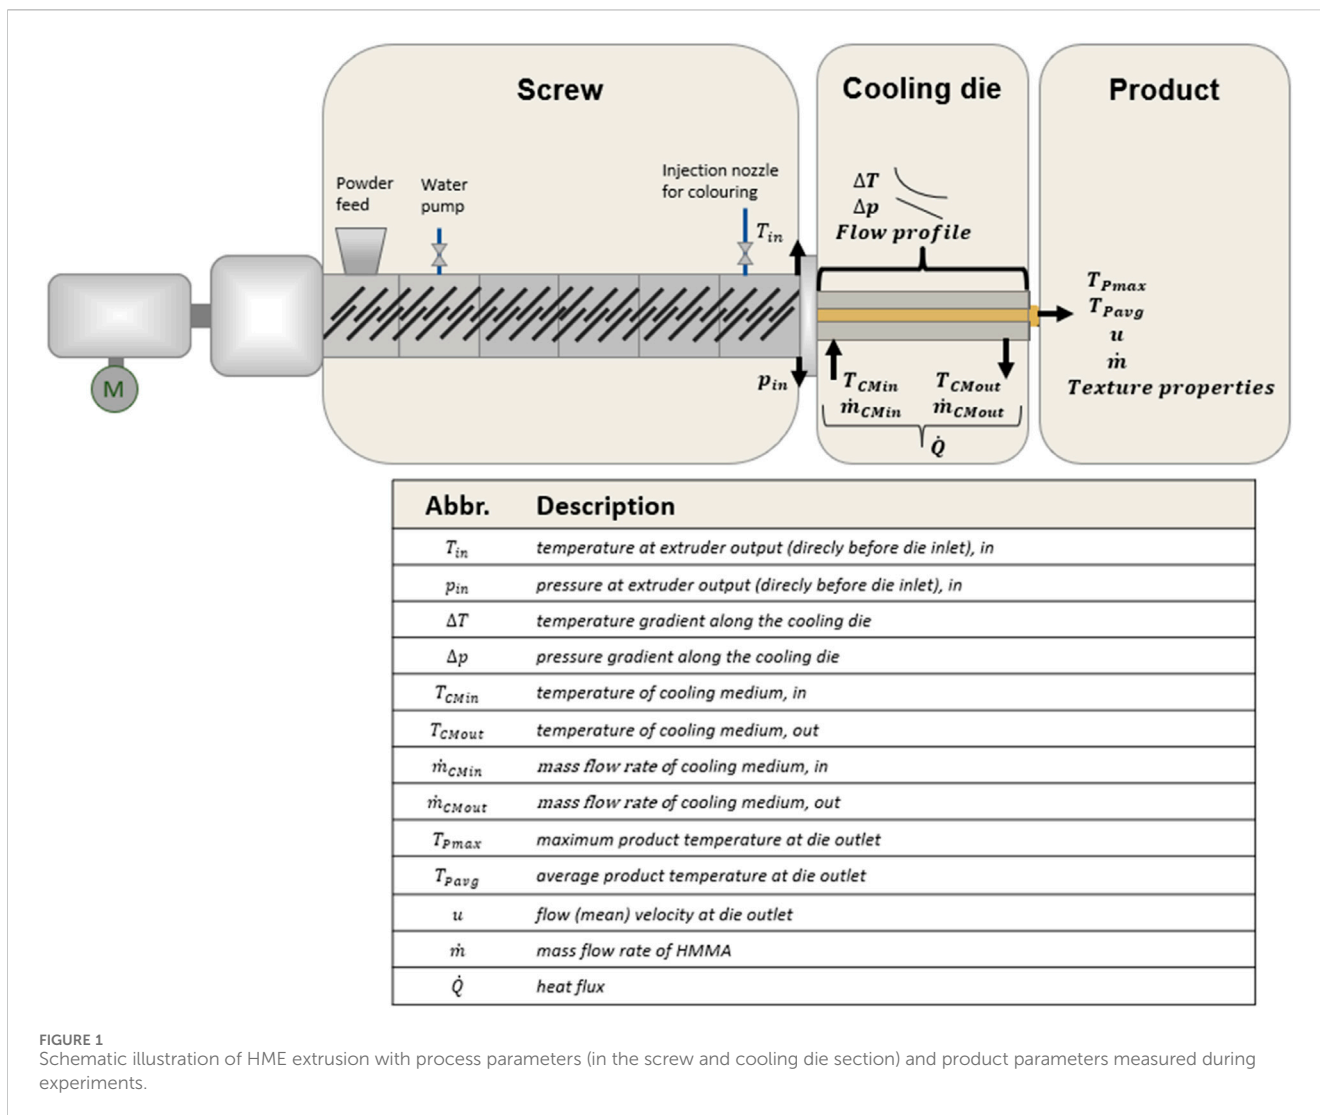 Screw
Cooling die
Product
Powder
feed
Water
pump
Injection nozzle
for colouring
T_in
p_in
M
ΔT
Δp
Flow profile
T_CMin
ṁ_CMin
T_CMout
ṁ_CMout
Q̇
T_Pmax
T_Pavg
u
ṁ
Texture properties
Abbr. Description
T_in temperature at extruder output (direcly before die inlet), in
p_in pressure at extruder output (direcly before die inlet), in
ΔT temperature gradient along the cooling die
Δp pressure gradient along the cooling die
T_CMin temperature of cooling medium, in
T_CMout temperature of cooling medium, out
ṁ_CMin mass flow rate of cooling medium, in
ṁ_CMout mass flow rate of cooling medium, out
T_Pmax maximum product temperature at die outlet
T_Pavg average product temperature at die outlet
u flow (mean) velocity at die outlet
ṁ mass flow rate of HMMA
Q̇ heat flux
FIGURE 1
Schematic illustration of HME extrusion with process parameters (in the screw and cooling die section) and product parameters measured during
experiments.